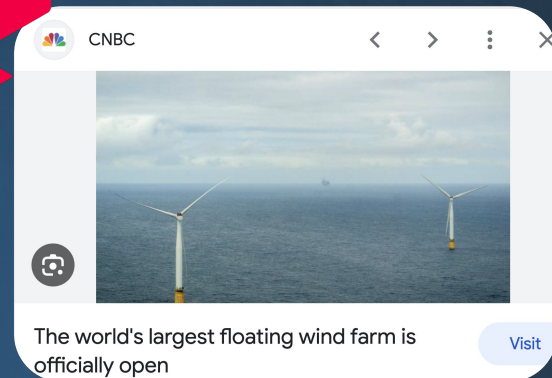 CNBC
The world's largest floating wind farm is
officially open
Visit